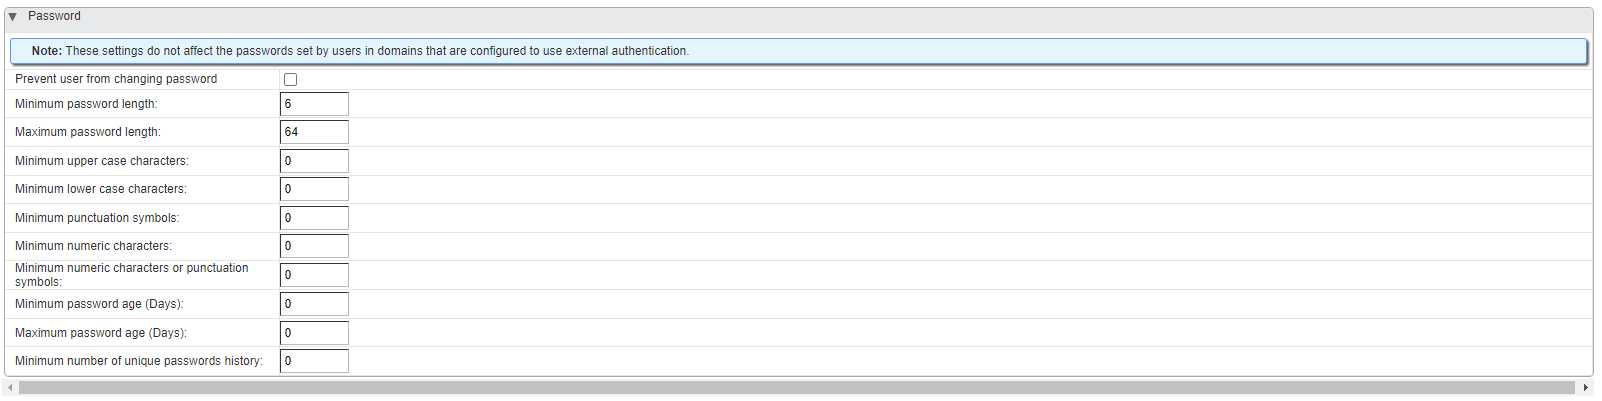 Password
Note: These settings do not affect the passwords set by users in domains that are configured to use external authentication.
Prevent user from changing password
Minimum password length: 6
Maximum password length: 64
Minimum upper case characters: 0
Minimum lower case characters: 0
Minimum punctuation symbols: 0
Minimum numeric characters: 0
Minimum numeric characters or punctuation
symbols: 0
Minimum password age (Days): 0
Maximum password age (Days): 0
Minimum number of unique passwords history: 0